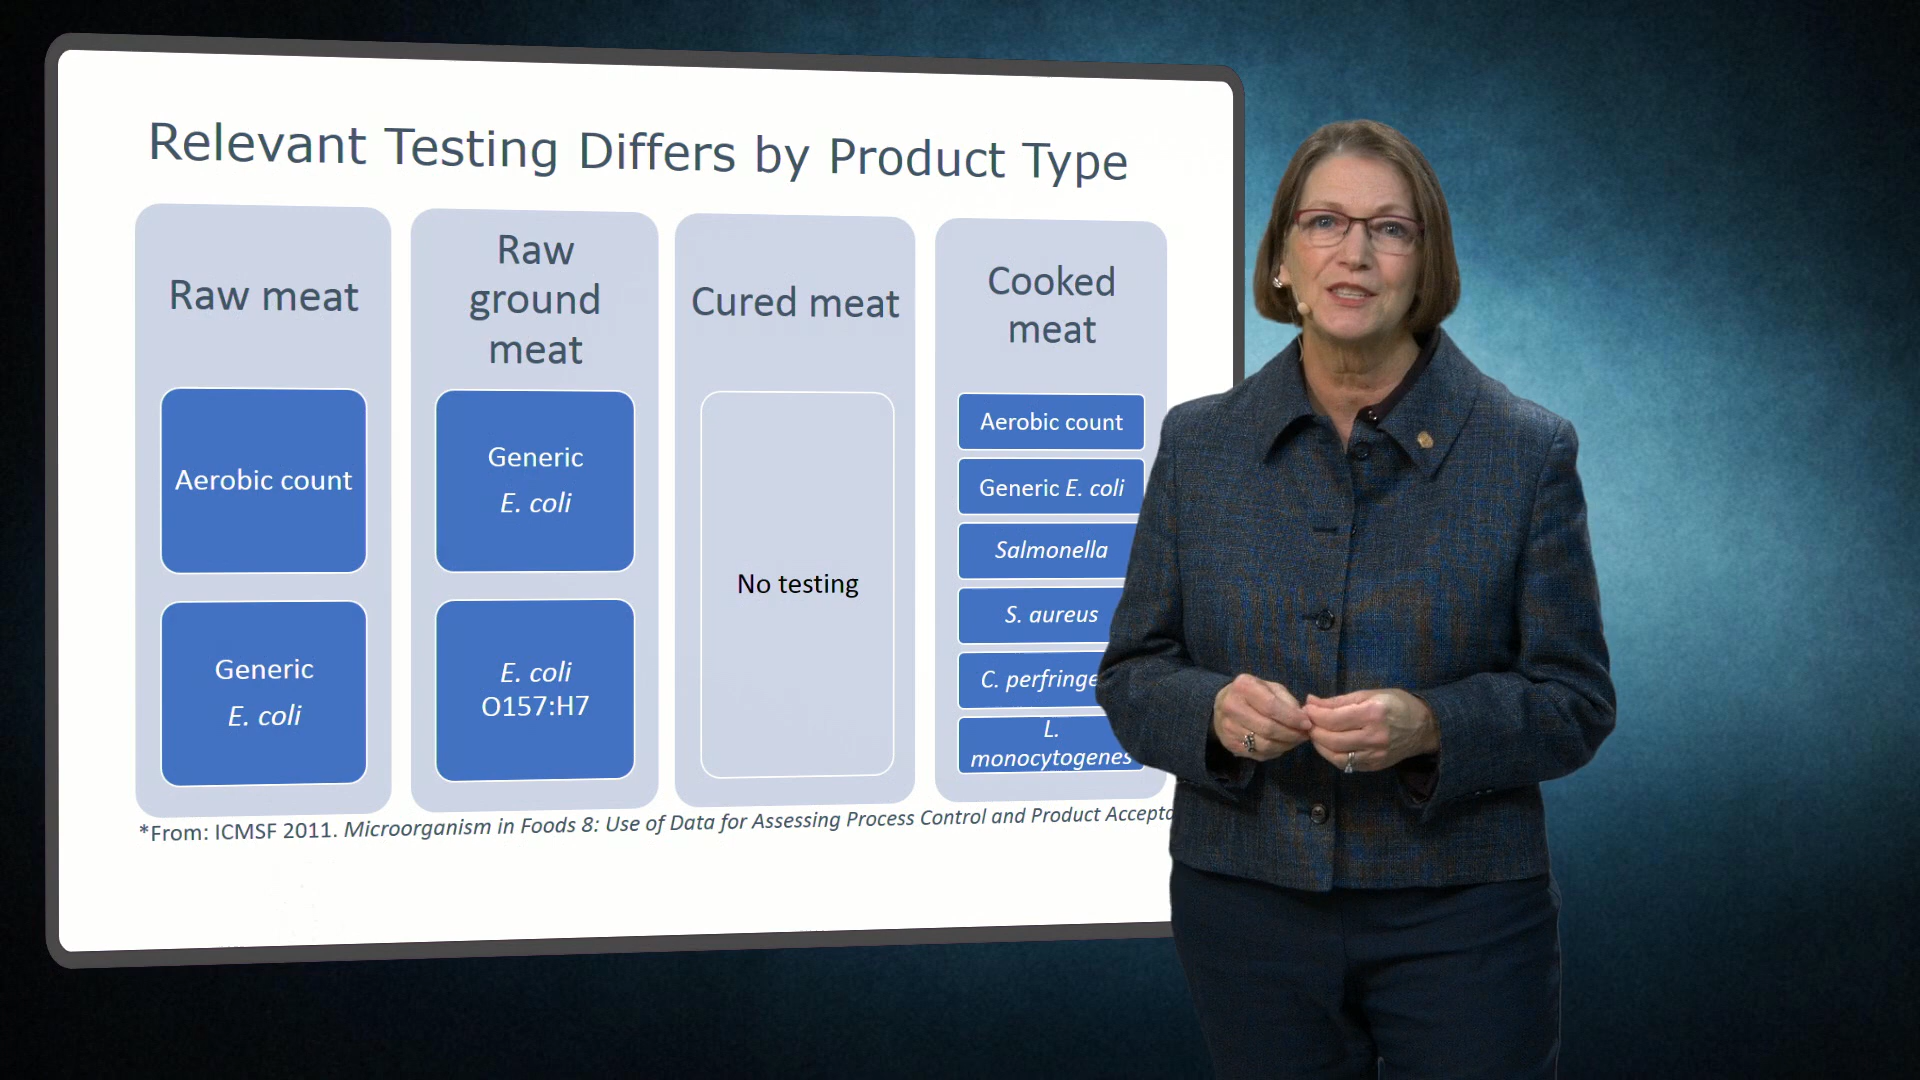 Relevant Testing Differs by Product Type
Raw meat
Aerobic count
Generic
E. coli
Raw
ground
meat
Generic
E. coli
E. coli
O157:H7
Cured meat
No testing
Cooked
meat
Aerobic count
Generic E. coli
Salmonella
S. aureus
C.
L.
monocytogenes
*From: ICMSF 2011. Microorganism in Foods 8: Use of Data for Assessing Process Control and Product